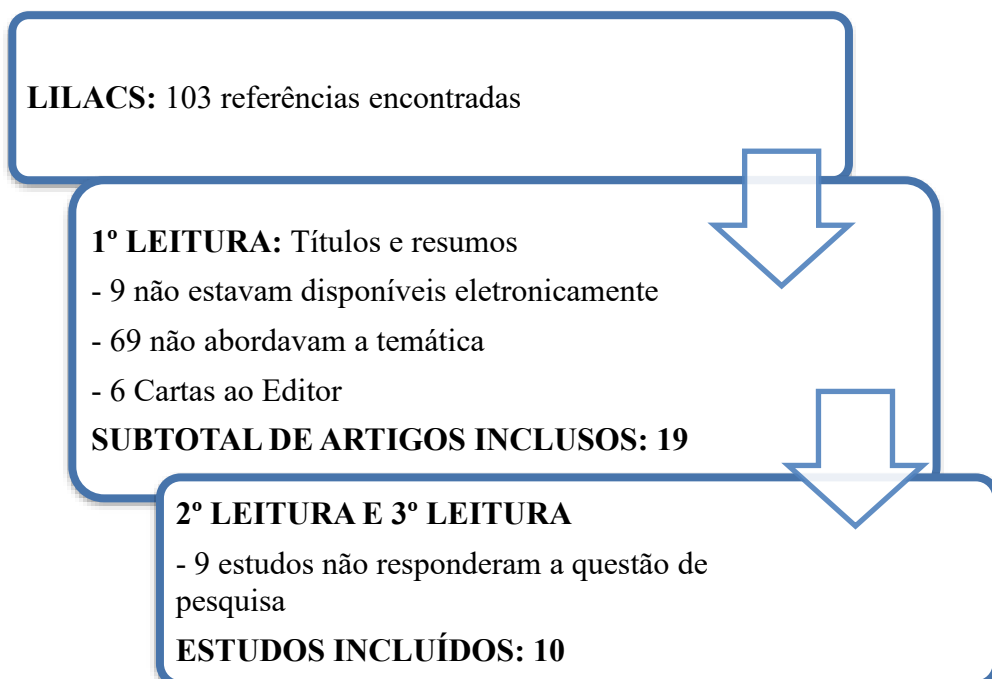 LILACS: 103 referências encontradas
1º LEITURA: Títulos e resumos
- 9 não estavam disponíveis eletronicamente
- 69 não abordavam a temática
- 6 Cartas ao Editor
SUBTOTAL DE ARTIGOS INCLUSOS: 19
2º LEITURA E 3º LEITURA
- 9 estudos não responderam a questão de
pesquisa
ESTUDOS INCLUÍDOS: 10